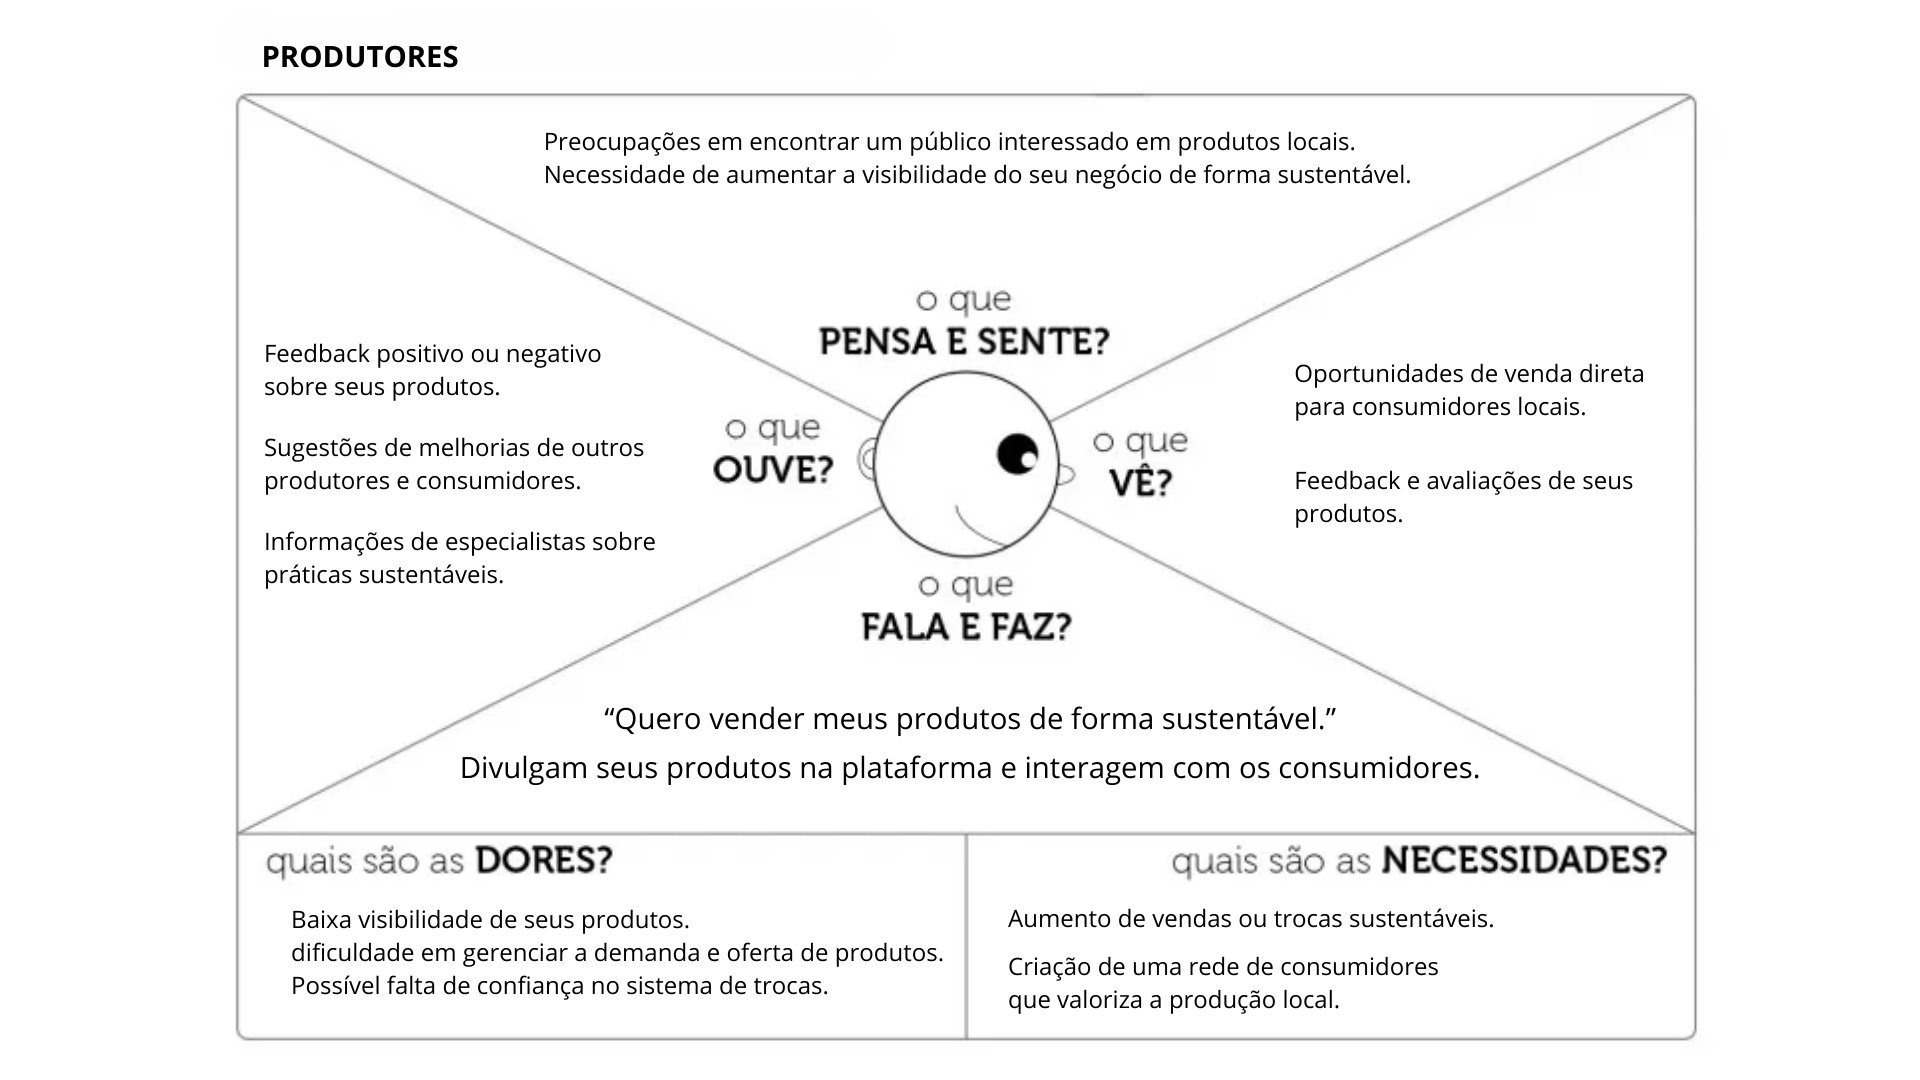 PRODUTORES
Preocupações em encontrar um público interessado em produtos locais.
Necessidade de aumentar a visibilidade do seu negócio de forma sustentável.
o que
PENSA E SENTE?
Feedback positivo ou negativo
sobre seus produtos.
Sugestões de melhorias de outros
produtores e consumidores.
Informações de especialistas sobre
práticas sustentáveis.
o que
OUVE?
o que
VÊ?
Oportunidades de venda direta
para consumidores locais.
Feedback e avaliações de seus
produtos.
o que
FALA E FAZ?
“Quero vender meus produtos de forma sustentável.”
Divulgam seus produtos na plataforma e interagem com os consumidores.
quais são as DORES?
Baixa visibilidade de seus produtos.
dificuldade em gerenciar a demanda e oferta de produtos.
Possível falta de confiança no sistema de trocas.
quais são as NECESSIDADES?
Aumento de vendas ou trocas sustentáveis.
Criação de uma rede de consumidores
que valoriza a produção local.